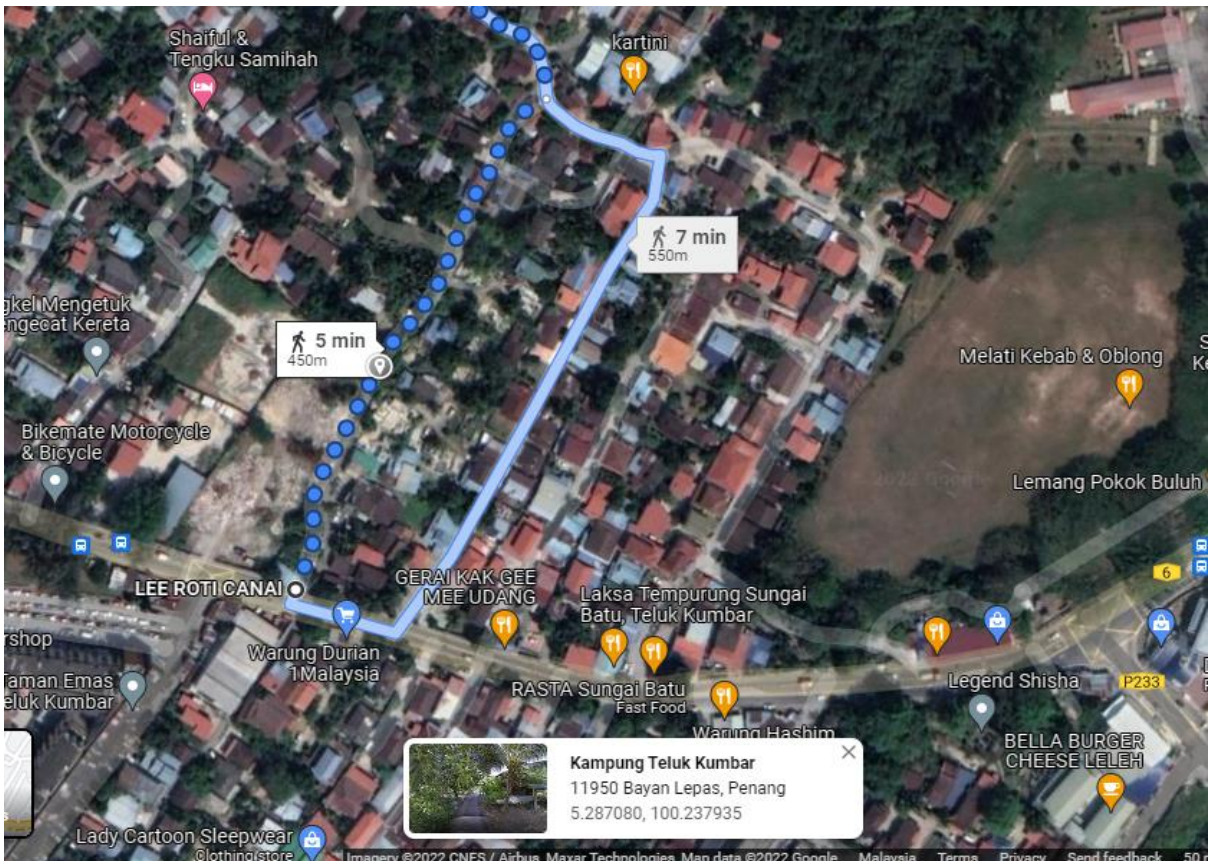 Shaiful &
Tengku Samihah
kartini
7 min
550m
gkel Mengetuk
engecat Kereta
5 min
450m
Melati Kebab & Oblong
Bikemate Motorcycle
& Bicycle
Lemang Pokok Buluh
6
LEE ROTI CANAI
GERAI KAK GEE
MEE UDANG
Laksa Tempurung Sungai
Batu, Teluk Kumbar
rshop
Warung Durian
1Malaysia
Taman Emas
eluk Kumbar
RASTA Sungai Batu
Fast Food
Legend Shisha
P233
Warung Hashim
BELLA BURGER
CHEESE LELEH
Kampung Teluk Kumbar
11950 Bayan Lepas, Penang
5.287080, 100.237935
Lady Cartoon Sleepwear
Clothing store
Imagery ©2022 CNES / Airbus, Maxar Technologies, Map data ©2022 Google Malaysia Terms Privacy Send feedback 50